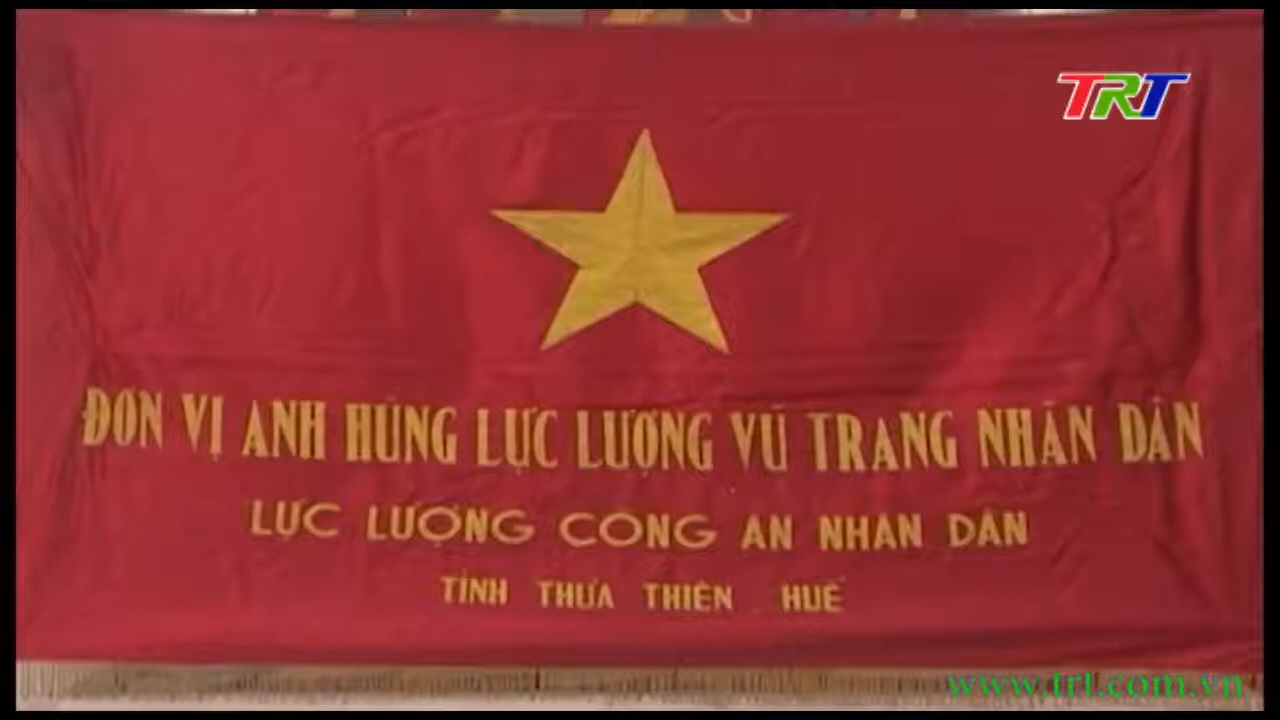 TRT
ĐƠN VỊ ANH HÙNG LỰC LƯỢNG VŨ TRANG NHÂN DÂN
LỰC LƯỢNG CÔNG AN NHÂN DÂN
TỈNH THỪA THIÊN HUẾ
www.trt.com.vn